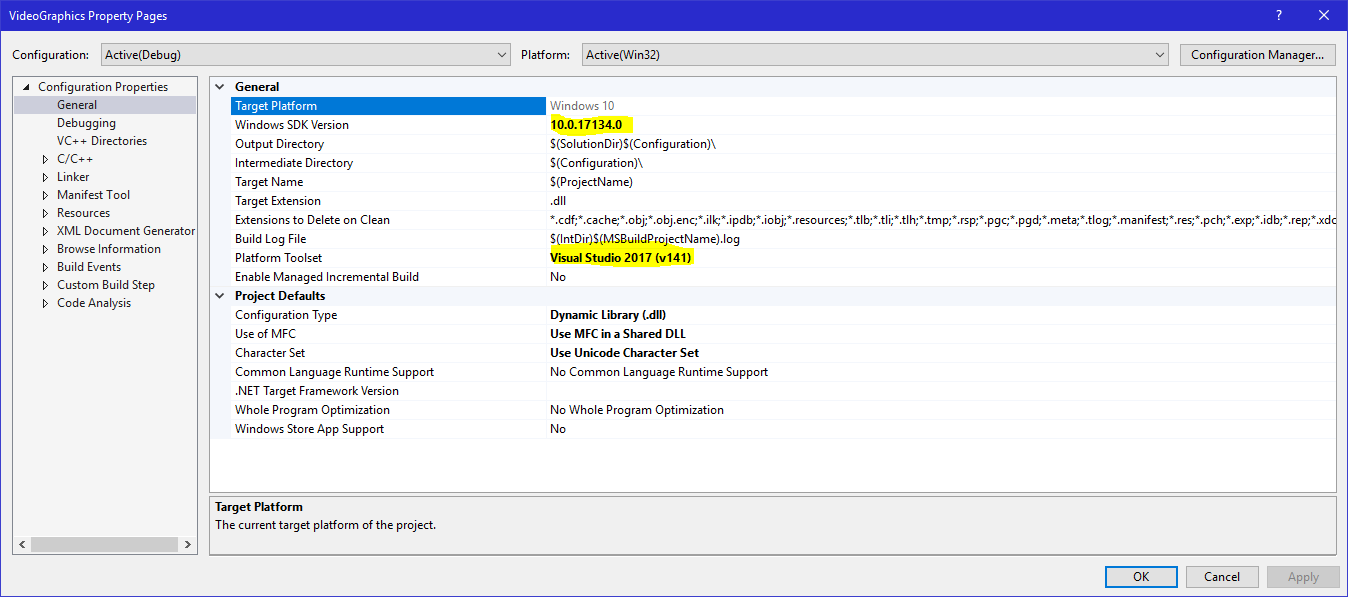 VideoGraphics Property Pages
?
Configuration: Active(Debug) Platform: Active(Win32) Configuration Manager...
Configuration Properties
General
Debugging
VC++ Directories
C/C++
Linker
Manifest Tool
Resources
XML Document Generator
Browse Information
Build Events
Custom Build Step
Code Analysis
General
Target Platform Windows 10
Windows SDK Version 10.0.17134.0
Output Directory $(SolutionDir)$(Configuration)\
Intermediate Directory $(Configuration)\
Target Name $(ProjectName)
Target Extension .dll
Extensions to Delete on Clean *.cdf;*.cache;*.obj;*.obj.enc;*.ilk;*.ipdb;*.iobj;*.resources;*.tlb;*.tli;*.tlh;*.tmp;*.rsp;*.pgc;*.pgd;*.meta;*.tlog;*.manifest;*.res;*.pch;*.exp;*.idb;*.rep;*.xdc
Build Log File $(IntDir)$(MSBuildProjectName).log
Platform Toolset Visual Studio 2017 (v141)
Enable Managed Incremental Build No
Project Defaults
Configuration Type Dynamic Library (.dll)
Use of MFC Use MFC in a Shared DLL
Character Set Use Unicode Character Set
Common Language Runtime Support No Common Language Runtime Support
.NET Target Framework Version
Whole Program Optimization No Whole Program Optimization
Windows Store App Support No
Target Platform
The current target platform of the project.
OK Cancel Apply